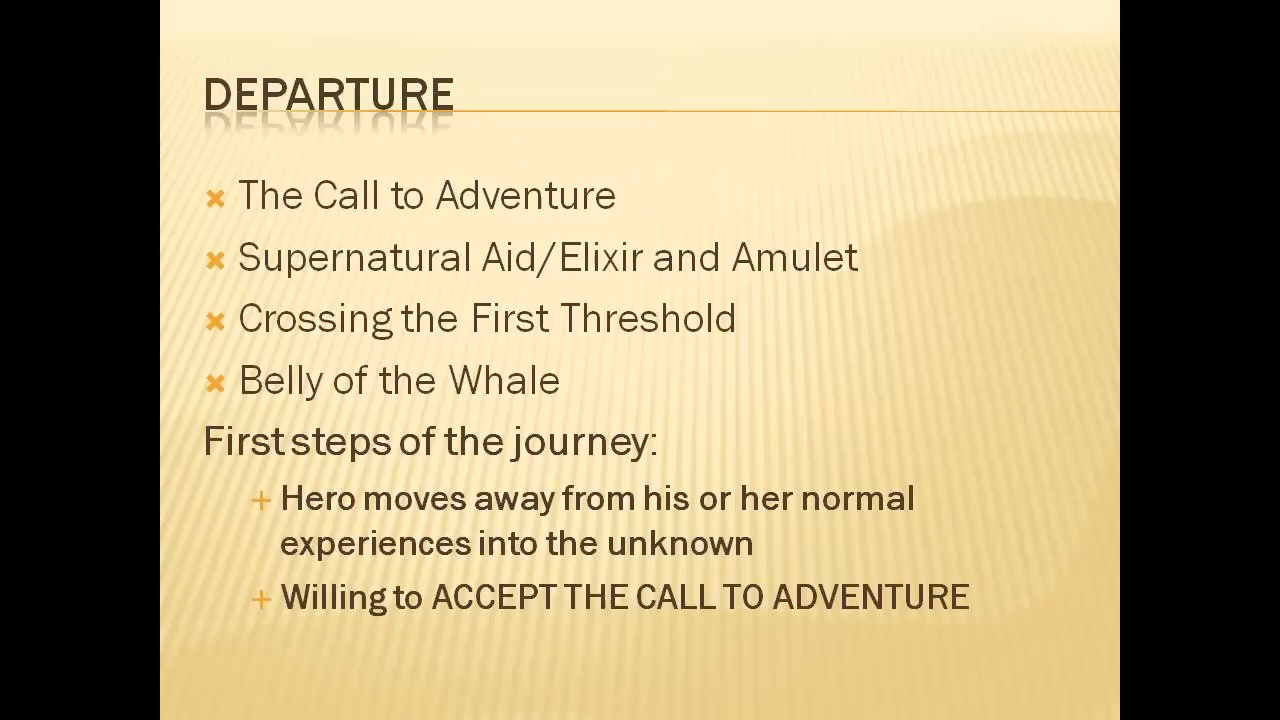 DEPARTURE
The Call to Adventure
Supernatural Aid/Elixir and Amulet
Crossing the First Threshold
Belly of the Whale
First steps of the journey:
Hero moves away from his or her normal
experiences into the unknown
Willing to ACCEPT THE CALL TO ADVENTURE